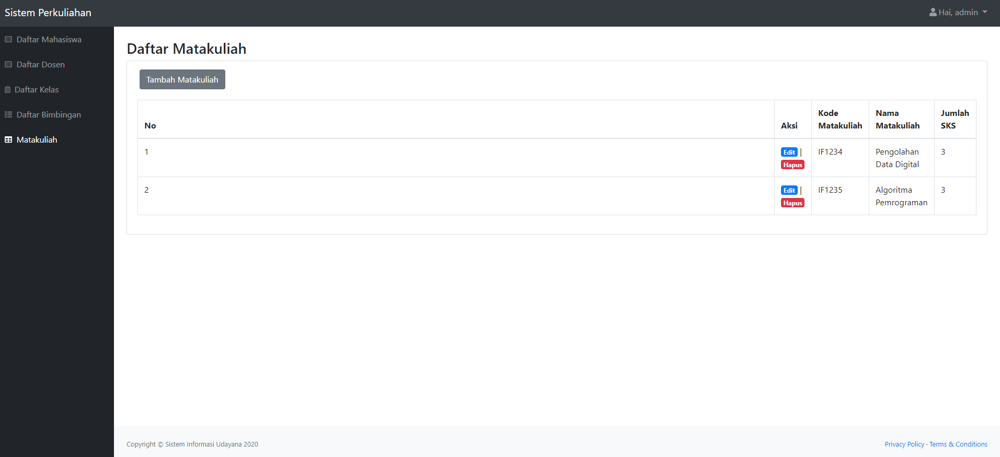 Sistem Perkuliahan
Hai, admin
Daftar Mahasiswa
Daftar Dosen
Daftar Kelas
Daftar Bimbingan
Matakuliah
Daftar Matakuliah
Tambah Matakuliah
No
Aksi
Kode
Matakuliah
Nama
Matakuliah
Jumlah
SKS
1
Edit |
Hapus
IF1234
Pengolahan
Data Digital
3
2
Edit |
Hapus
IF1235
Algoritma
Pemrograman
3
Copyright © Sistem Informasi Udayana 2020
Privacy Policy · Terms & Conditions